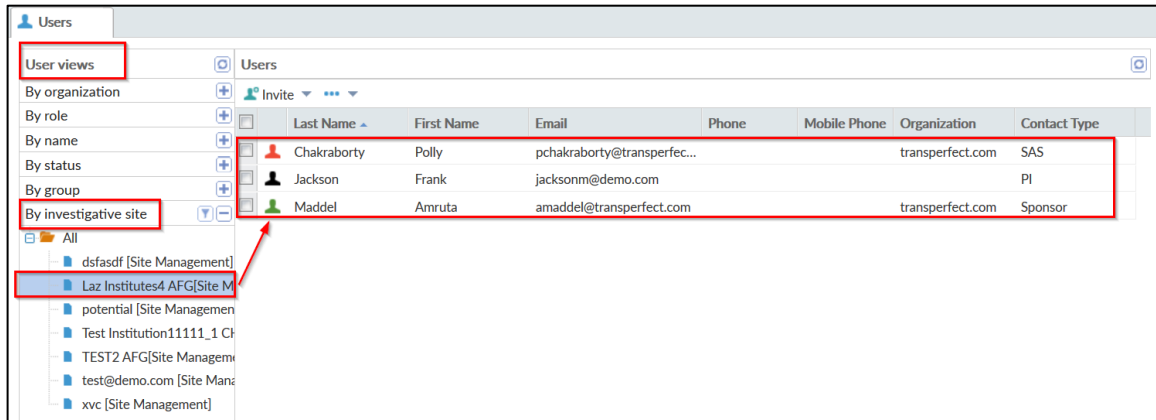 Users
User views
Users
By organization
Invite
By role
Last Name First Name Email Phone Mobile Phone Organization Contact Type
By name
Chakraborty Polly pchakraborty@transperfec... transperfect.com SAS
By status
Jackson Frank jacksonm@demo.com PI
By group
Maddel Amruta amaddel@transperfect.com transperfect.com Sponsor
By investigative site
All
dsfasdf [Site Management]
Laz Institutes4 AFG[Site M
potential [Site Managemen
Test Institution11111_1 CH
TEST2 AFG[Site Manageme
test@demo.com [Site Mana
xvc [Site Management]